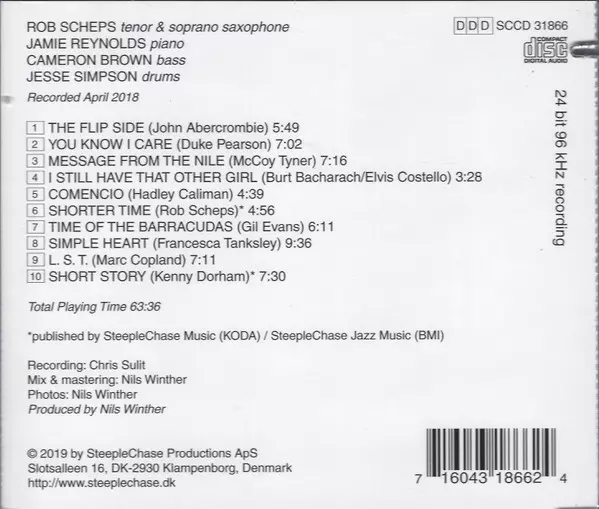 ROB SCHEPS tenor & soprano saxophone
JAMIE REYNOLDS piano
CAMERON BROWN bass
JESSE SIMPSON drums
Recorded April 2018
DDD SCCD 31866
COMPACT
disc
DIGITAL AUDIO
24 bit 96 kHz recording
1 THE FLIP SIDE (John Abercrombie) 5:49
2 YOU KNOW I CARE (Duke Pearson) 7:02
3 MESSAGE FROM THE NILE (McCoy Tyner) 7:16
4 I STILL HAVE THAT OTHER GIRL (Burt Bacharach/Elvis Costello) 3:28
5 COMENCIO (Hadley Caliman) 4:39
6 SHORTER TIME (Rob Scheps)* 4:56
7 TIME OF THE BARRACUDAS (Gil Evans) 6:11
8 SIMPLE HEART (Francesca Tanksley) 9:36
9 L. S. T. (Marc Copland) 7:11
10 SHORT STORY (Kenny Dorham)* 7:30
Total Playing Time 63:36
*published by SteepleChase Music (KODA) / SteepleChase Jazz Music (BMI)
Recording: Chris Sulit
Mix & mastering: Nils Winther
Photos: Nils Winther
Produced by Nils Winther
© 2019 by SteepleChase Productions ApS
Slotsalleen 16, DK-2930 Klampenborg, Denmark
http://www.steeplechase.dk
7 16043 18662 4